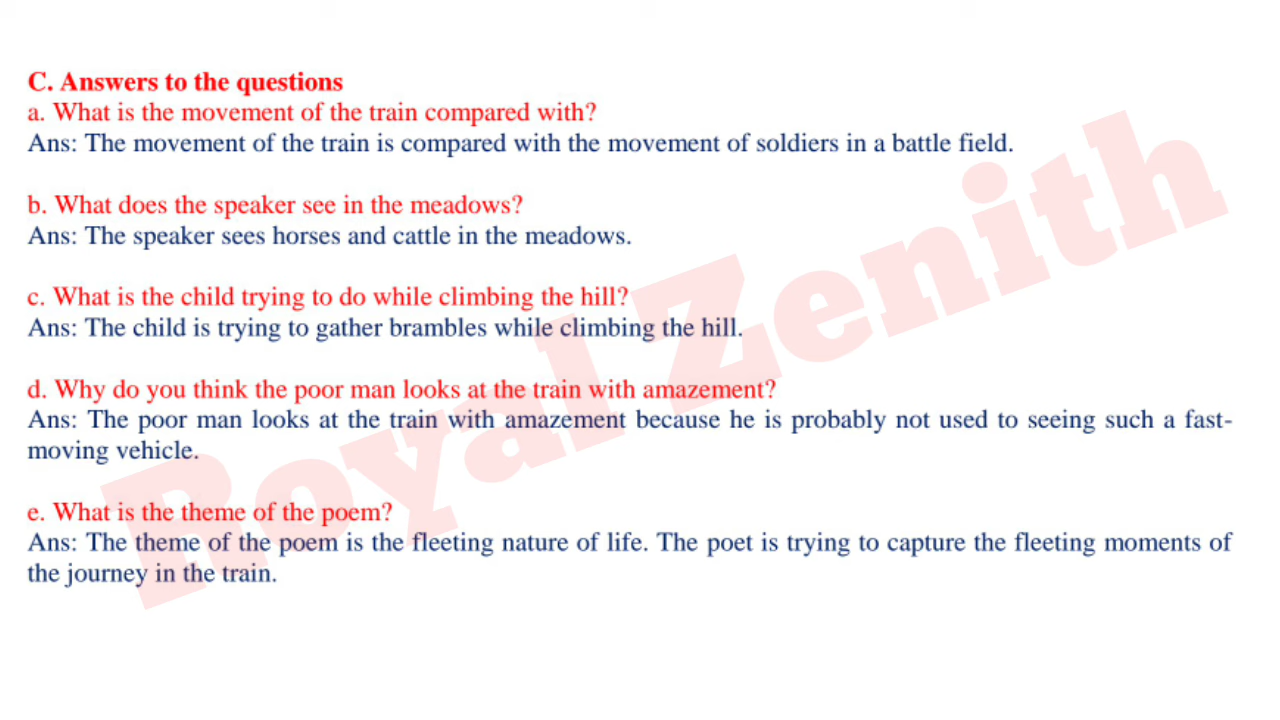 C. Answers to the questions
a. What is the movement of the train compared with?
Ans: The movement of the train is compared with the movement of soldiers in a battle field.
b. What does the speaker see in the meadows?
Ans: The speaker sees horses and cattle in the meadows.
c. What is the child trying to do while climbing the hill?
Ans: The child is trying to gather brambles while climbing the hill.
d. Why do you think the poor man looks at the train with amazement?
Ans: The poor man looks at the train with amazement because he is probably not used to seeing such a fast-
moving vehicle.
e. What is the theme of the poem?
Ans: The theme of the poem is the fleeting nature of life. The poet is trying to capture the fleeting moments of
the journey in the train.
Royal Zenith